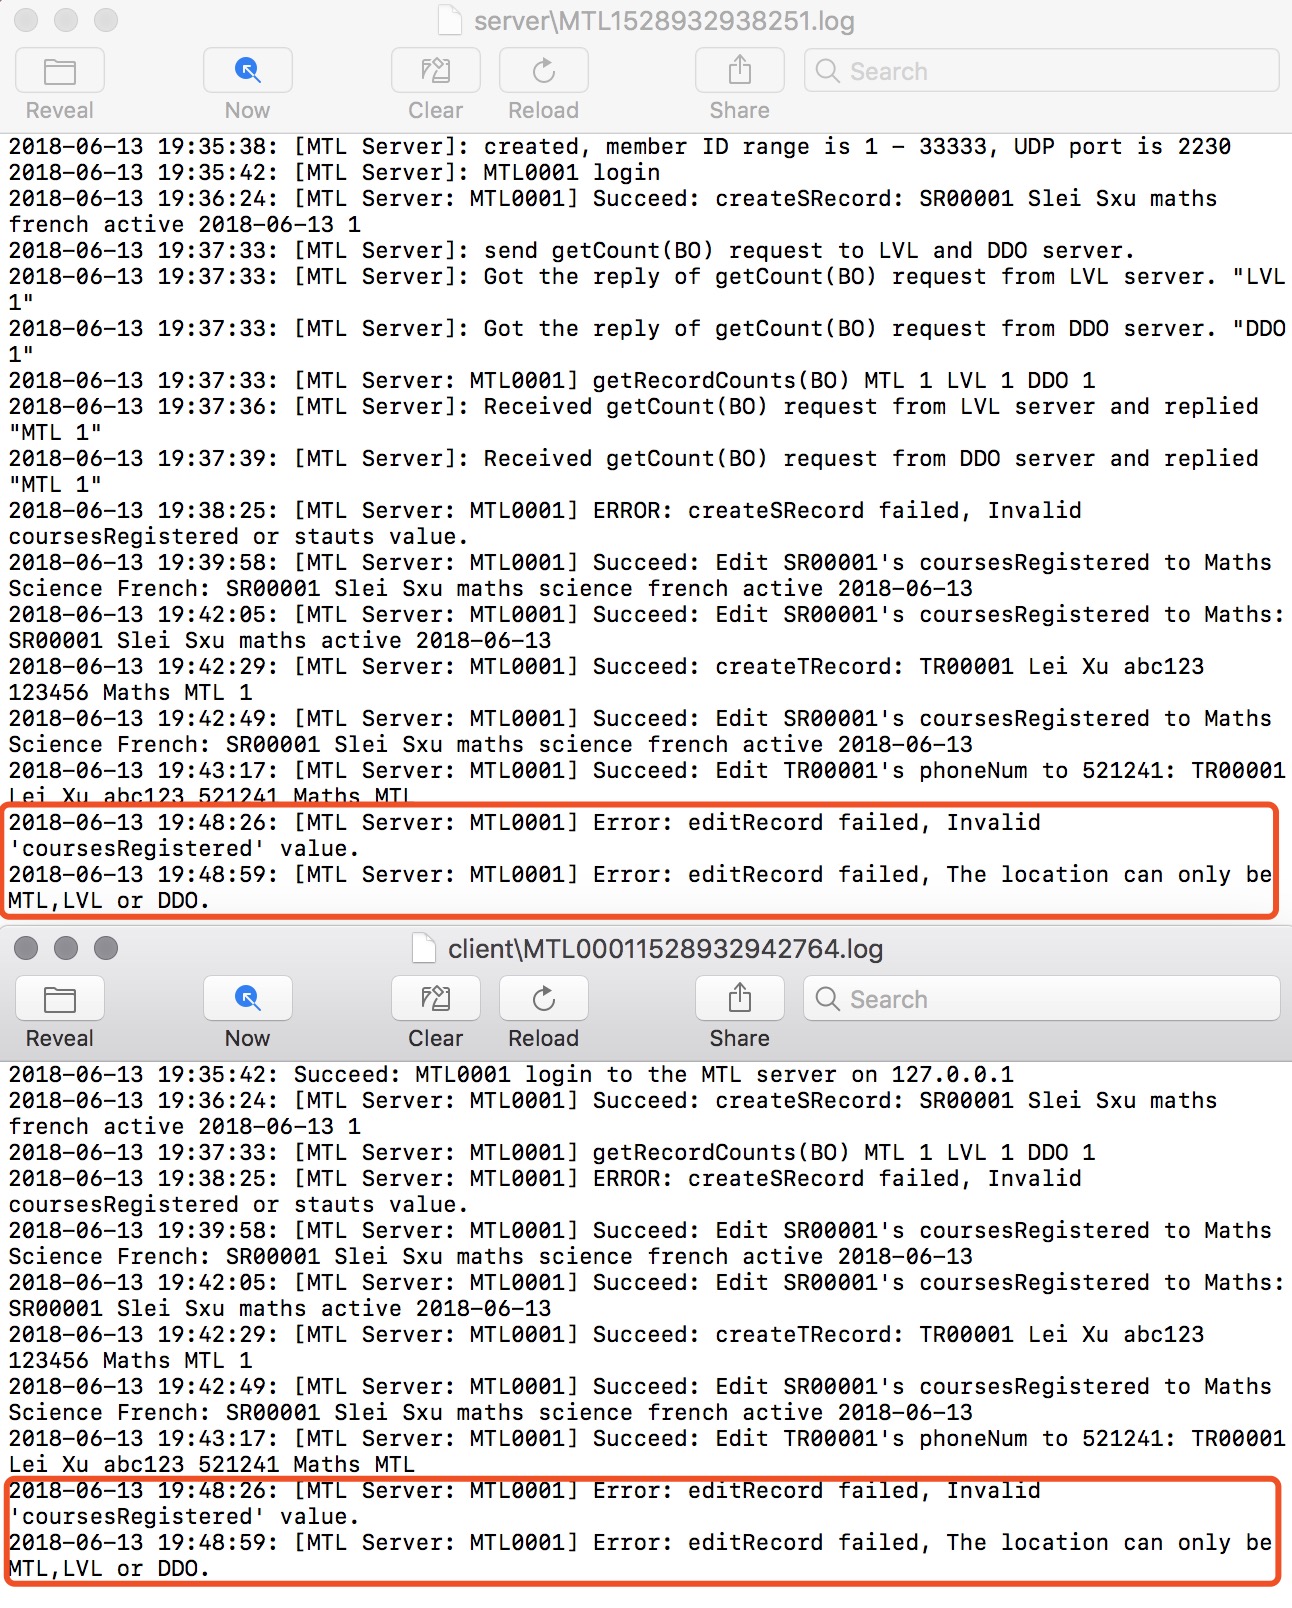 server\MTL1528932938251.log
Reveal Now Clear Reload Share Search
2018-06-13 19:35:38: [MTL Server]: created, member ID range is 1 - 33333, UDP port is 2230
2018-06-13 19:35:42: [MTL Server]: MTL0001 login
2018-06-13 19:36:24: [MTL Server: MTL0001] Succeed: createSRecord: SR00001 Slei Sxu maths
french active 2018-06-13 1
2018-06-13 19:37:33: [MTL Server]: send getCount(BO) request to LVL and DDO server.
2018-06-13 19:37:33: [MTL Server]: Got the reply of getCount(BO) request from LVL server. "LVL
1"
2018-06-13 19:37:33: [MTL Server]: Got the reply of getCount(BO) request from DDO server. "DDO
1"
2018-06-13 19:37:33: [MTL Server: MTL0001] getRecordCounts(BO) MTL 1 LVL 1 DDO 1
2018-06-13 19:37:36: [MTL Server]: Received getCount(BO) request from LVL server and replied
"MTL 1"
2018-06-13 19:37:39: [MTL Server]: Received getCount(BO) request from DDO server and replied
"MTL 1"
2018-06-13 19:38:25: [MTL Server: MTL0001] ERROR: createSRecord failed, Invalid
coursesRegistered or stauts value.
2018-06-13 19:39:58: [MTL Server: MTL0001] Succeed: Edit SR00001's coursesRegistered to Maths
Science French: SR00001 Slei Sxu maths science french active 2018-06-13
2018-06-13 19:42:05: [MTL Server: MTL0001] Succeed: Edit SR00001's coursesRegistered to Maths:
SR00001 Slei Sxu maths active 2018-06-13
2018-06-13 19:42:29: [MTL Server: MTL0001] Succeed: createTRecord: TR00001 Lei Xu abc123
123456 Maths MTL 1
2018-06-13 19:42:49: [MTL Server: MTL0001] Succeed: Edit SR00001's coursesRegistered to Maths
Science French: SR00001 Slei Sxu maths science french active 2018-06-13
2018-06-13 19:43:17: [MTL Server: MTL0001] Succeed: Edit TR00001's phoneNum to 521241: TR00001
Lei Xu abc123 521241 Maths MTL
2018-06-13 19:48:26: [MTL Server: MTL0001] Error: editRecord failed, Invalid
'coursesRegistered' value.
2018-06-13 19:48:59: [MTL Server: MTL0001] Error: editRecord failed, The location can only be
MTL,LVL or DDO.
client\MTL00011528932942764.log
Reveal Now Clear Reload Share Search
2018-06-13 19:35:42: Succeed: MTL0001 login to the MTL server on 127.0.0.1
2018-06-13 19:36:24: [MTL Server: MTL0001] Succeed: createSRecord: SR00001 Slei Sxu maths
french active 2018-06-13 1
2018-06-13 19:37:33: [MTL Server: MTL0001] getRecordCounts(BO) MTL 1 LVL 1 DDO 1
2018-06-13 19:38:25: [MTL Server: MTL0001] ERROR: createSRecord failed, Invalid
coursesRegistered or stauts value.
2018-06-13 19:39:58: [MTL Server: MTL0001] Succeed: Edit SR00001's coursesRegistered to Maths
Science French: SR00001 Slei Sxu maths science french active 2018-06-13
2018-06-13 19:42:05: [MTL Server: MTL0001] Succeed: Edit SR00001's coursesRegistered to Maths:
SR00001 Slei Sxu maths active 2018-06-13
2018-06-13 19:42:29: [MTL Server: MTL0001] Succeed: createTRecord: TR00001 Lei Xu abc123
123456 Maths MTL 1
2018-06-13 19:42:49: [MTL Server: MTL0001] Succeed: Edit SR00001's coursesRegistered to Maths
Science French: SR00001 Slei Sxu maths science french active 2018-06-13
2018-06-13 19:43:17: [MTL Server: MTL0001] Succeed: Edit TR00001's phoneNum to 521241: TR00001
Lei Xu abc123 521241 Maths MTL
2018-06-13 19:48:26: [MTL Server: MTL0001] Error: editRecord failed, Invalid
'coursesRegistered' value.
2018-06-13 19:48:59: [MTL Server: MTL0001] Error: editRecord failed, The location can only be
MTL,LVL or DDO.